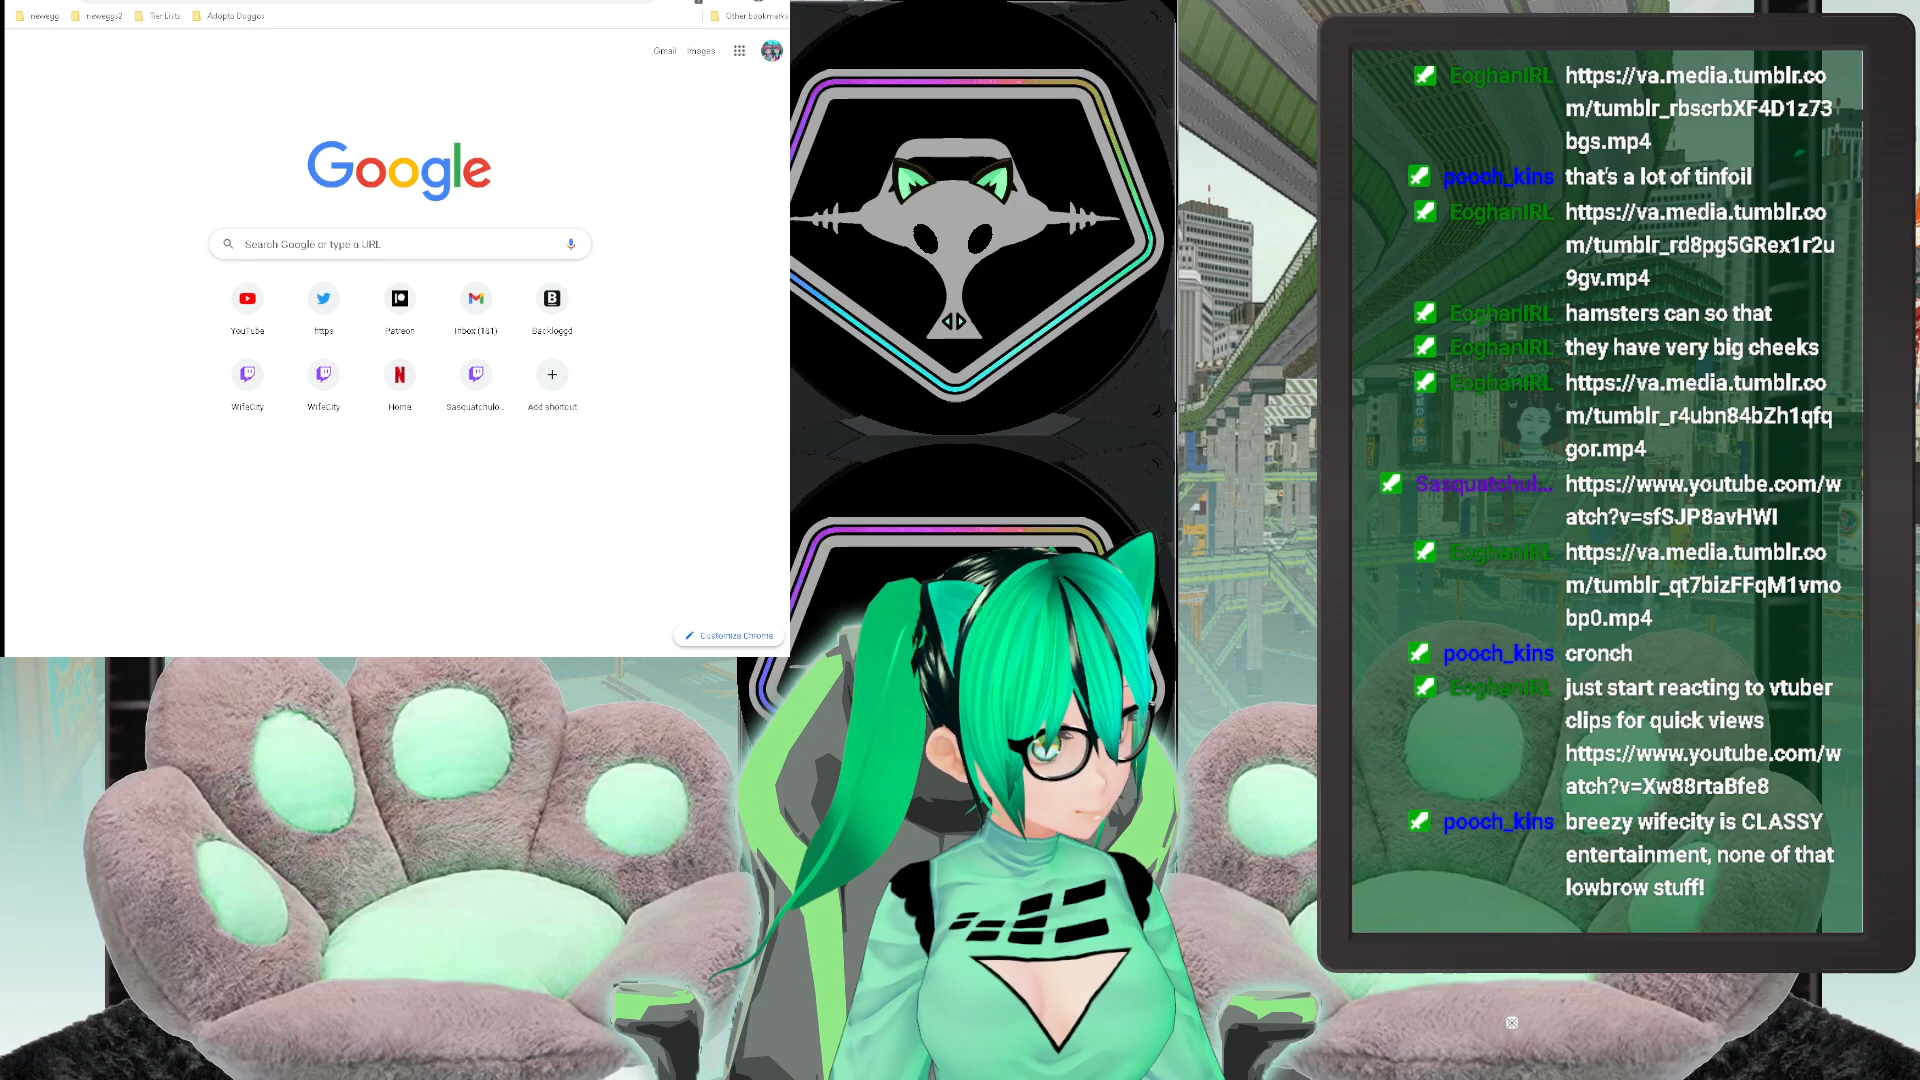 newegg
neweggs2
Tier Lists
Adopto Doggos
Other bookmarks
Gmail
Images
Google
Search Google or type a URL
YouTube
https
Patreon
Inbox (181)
Backloggd
WifeCity
WifeCity
Home
Sasquatchulo...
Add shortcut
Customize Chrome
EoghanIRL https://va.media.tumblr.co
m/tumblr_rbscrbXF4D1z73
bgs.mp4
pooch_kins that's a lot of tinfoil
EoghanIRL https://va.media.tumblr.co
m/tumblr_rd8pg5GRex1r2u
9gv.mp4
EoghanIRL hamsters can so that
EoghanIRL they have very big cheeks
EoghanIRL https://va.media.tumblr.co
m/tumblr_r4ubn84bZh1qfq
gor.mp4
Sasquatchul... https://www.youtube.com/w
atch?v=sfSJP8avHWI
EoghanIRL https://va.media.tumblr.co
m/tumblr_qt7bizFFqM1vmo
bp0.mp4
pooch_kins cronch
EoghanIRL just start reacting to vtuber
clips for quick views
https://www.youtube.com/w
atch?v=Xw88rtaBfe8
pooch_kins breezy wifecity is CLASSY
entertainment, none of that
lowbrow stuff!